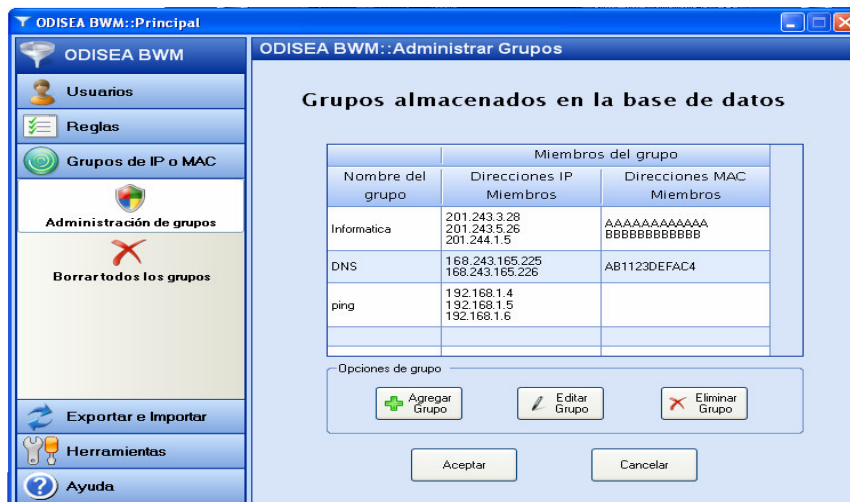 ODISEA BWM::Principal
ODISEA BWM
Usuarios
Reglas
Grupos de IP o MAC
Administración de grupos
Borrar todos los grupos
Exportar e Importar
Herramientas
Ayuda
ODISEA BWM::Administrar Grupos
Grupos almacenados en la base de datos
Miembros del grupo
Nombre del grupo
Direcciones IP Miembros
Direcciones MAC Miembros
Informatica
201.243.3.28
201.243.5.26
201.244.1.5
AAAAAAAAAAAA
BBBBBBBBBBBB
DNS
168.243.165.225
168.243.165.226
AB1123DEFAC4
ping
192.168.1.4
192.168.1.5
192.168.1.6
Opciones de grupo
Agregar Grupo
Editar Grupo
Eliminar Grupo
Aceptar
Cancelar